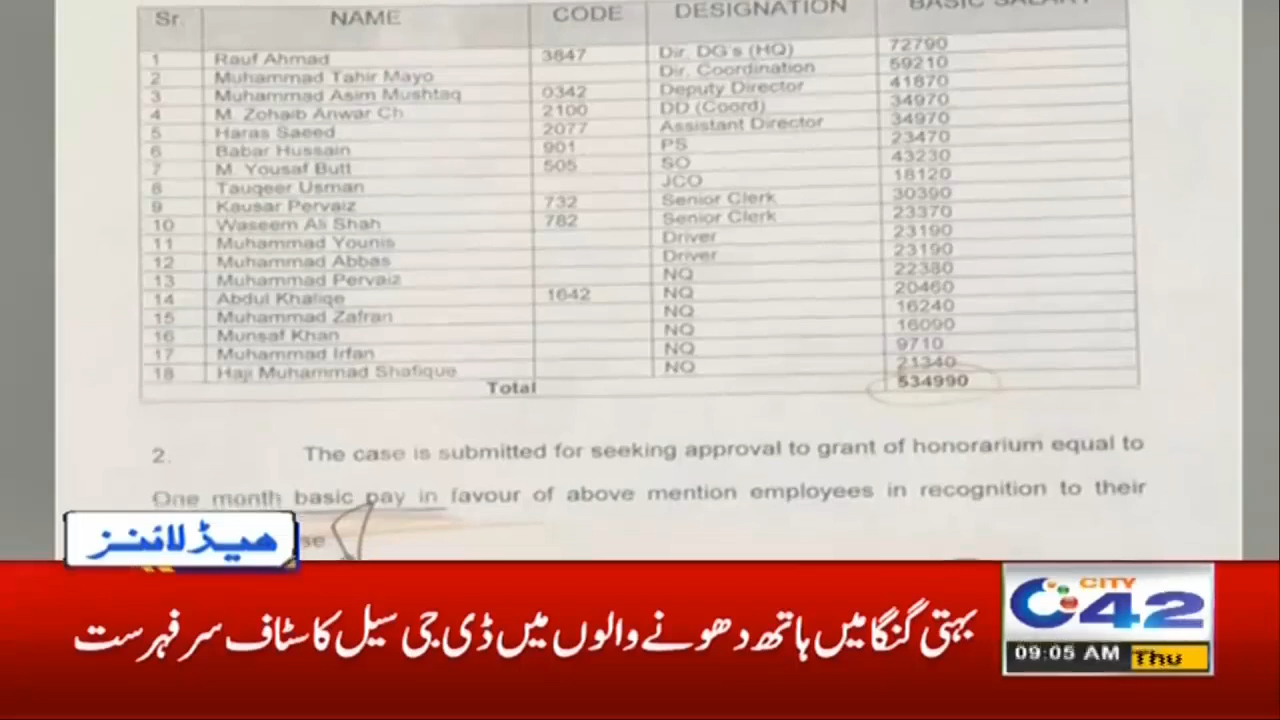 Sr. NAME CODE DESIGNATION BASIC SALARY
1 Rauf Ahmad 3847 Dir. DG's (HQ) 72790
2 Muhammad Tahir Mayo Dir. Coordination 59210
3 Muhammad Asim Mushtaq 0342 Deputy Director 41870
4 M. Zohaib Anwar Ch 2100 DD (Coord) 34970
5 Haras Saeed 2077 Assistant Director 34970
6 Babar Hussain 901 PS 23470
7 M. Yousaf Butt 505 SO 43230
8 Tauqeer Usman JCO 18120
9 Kausar Pervaiz 732 Senior Clerk 30390
10 Waseem Ali Shah 782 Senior Clerk 23370
11 Muhammad Younis Driver 23190
12 Muhammad Abbas Driver 23190
13 Muhammad Pervaiz NQ 22380
14 Abdul Khaliqe 1642 NQ 20460
15 Muhammad Zafran NQ 16240
16 Munsaf Khan NQ 16090
17 Muhammad Irfan NQ 9710
18 Haji Muhammad Shafique NQ 21340
Total 534990
2. The case is submitted for seeking approval to grant of honorarium equal to
One month basic pay in favour of above mention employees in recognition to their
ہیڈلائنز
بہتی گنگا میں ہاتھ دھونے والوں میں ڈی جی سیل کا سٹاف سرفہرست
CITY
42
09:05 AM Thu